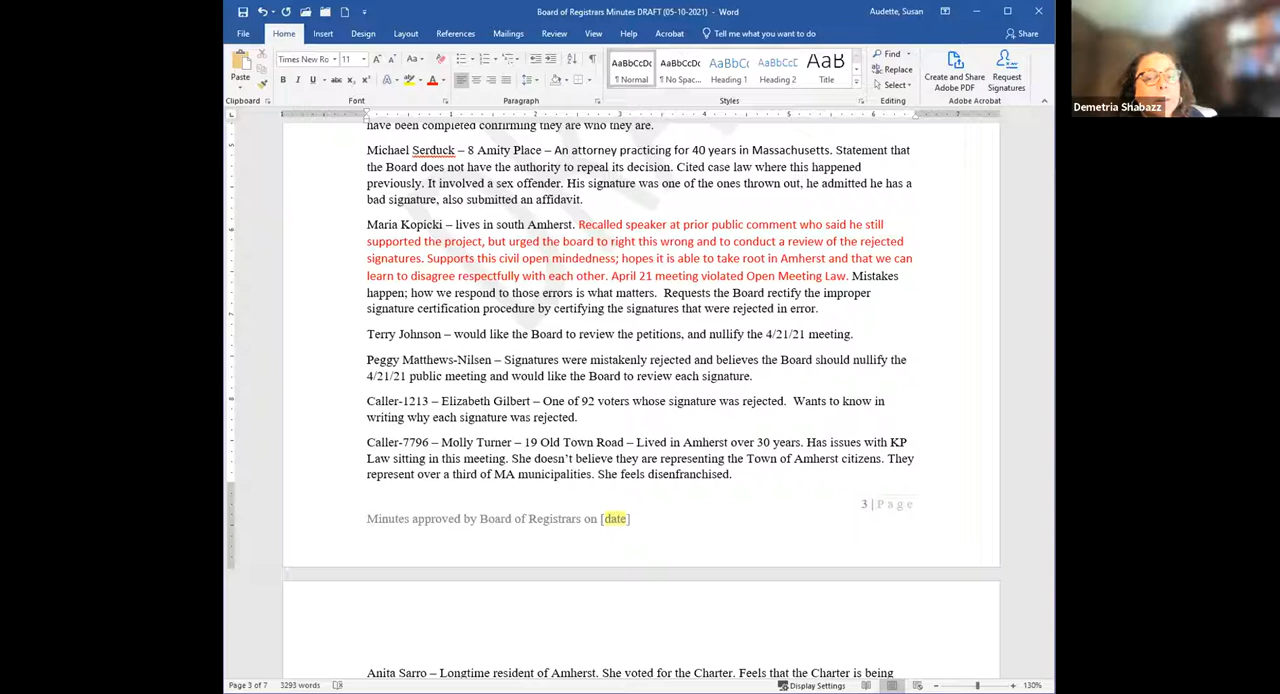 Board of Registrars Minutes DRAFT (05-10-2021) - Word
Audette, Susan
File Home Insert Design Layout References Mailings Review View Help Acrobat Tell me what you want to do Share
Paste
Times New Ro 11
Find
Replace
Select
Create and Share Adobe PDF
Request Signatures
AaBbCcDc AaBbCcDc AaBbC AaBbCcD AaB
¶ Normal ¶ No Spac... Heading 1 Heading 2 Title
Clipboard Font Paragraph Styles Editing Adobe Acrobat
Demetria Shabazz
have been completed confirming they are who they are.
Michael Serduck – 8 Amity Place – An attorney practicing for 40 years in Massachusetts. Statement that
the Board does not have the authority to repeal its decision. Cited case law where this happened
previously. It involved a sex offender. His signature was one of the ones thrown out, he admitted he has a
bad signature, also submitted an affidavit.
Maria Kopicki – lives in south Amherst. Recalled speaker at prior public comment who said he still
supported the project, but urged the board to right this wrong and to conduct a review of the rejected
signatures. Supports this civil open mindedness; hopes it is able to take root in Amherst and that we can
learn to disagree respectfully with each other. April 21 meeting violated Open Meeting Law. Mistakes
happen; how we respond to those errors is what matters. Requests the Board rectify the improper
signature certification procedure by certifying the signatures that were rejected in error.
Terry Johnson – would like the Board to review the petitions, and nullify the 4/21/21 meeting.
Peggy Matthews-Nilsen – Signatures were mistakenly rejected and believes the Board should nullify the
4/21/21 public meeting and would like the Board to review each signature.
Caller-1213 – Elizabeth Gilbert – One of 92 voters whose signature was rejected. Wants to know in
writing why each signature was rejected.
Caller-7796 – Molly Turner – 19 Old Town Road – Lived in Amherst over 30 years. Has issues with KP
Law sitting in this meeting. She doesn't believe they are representing the Town of Amherst citizens. They
represent over a third of MA municipalities. She feels disenfranchised.
3 | Page
Minutes approved by Board of Registrars on [date]
Anita Sarro – Longtime resident of Amherst. She voted for the Charter. Feels that the Charter is being
Page 3 of 7 3293 words Display Settings 130%